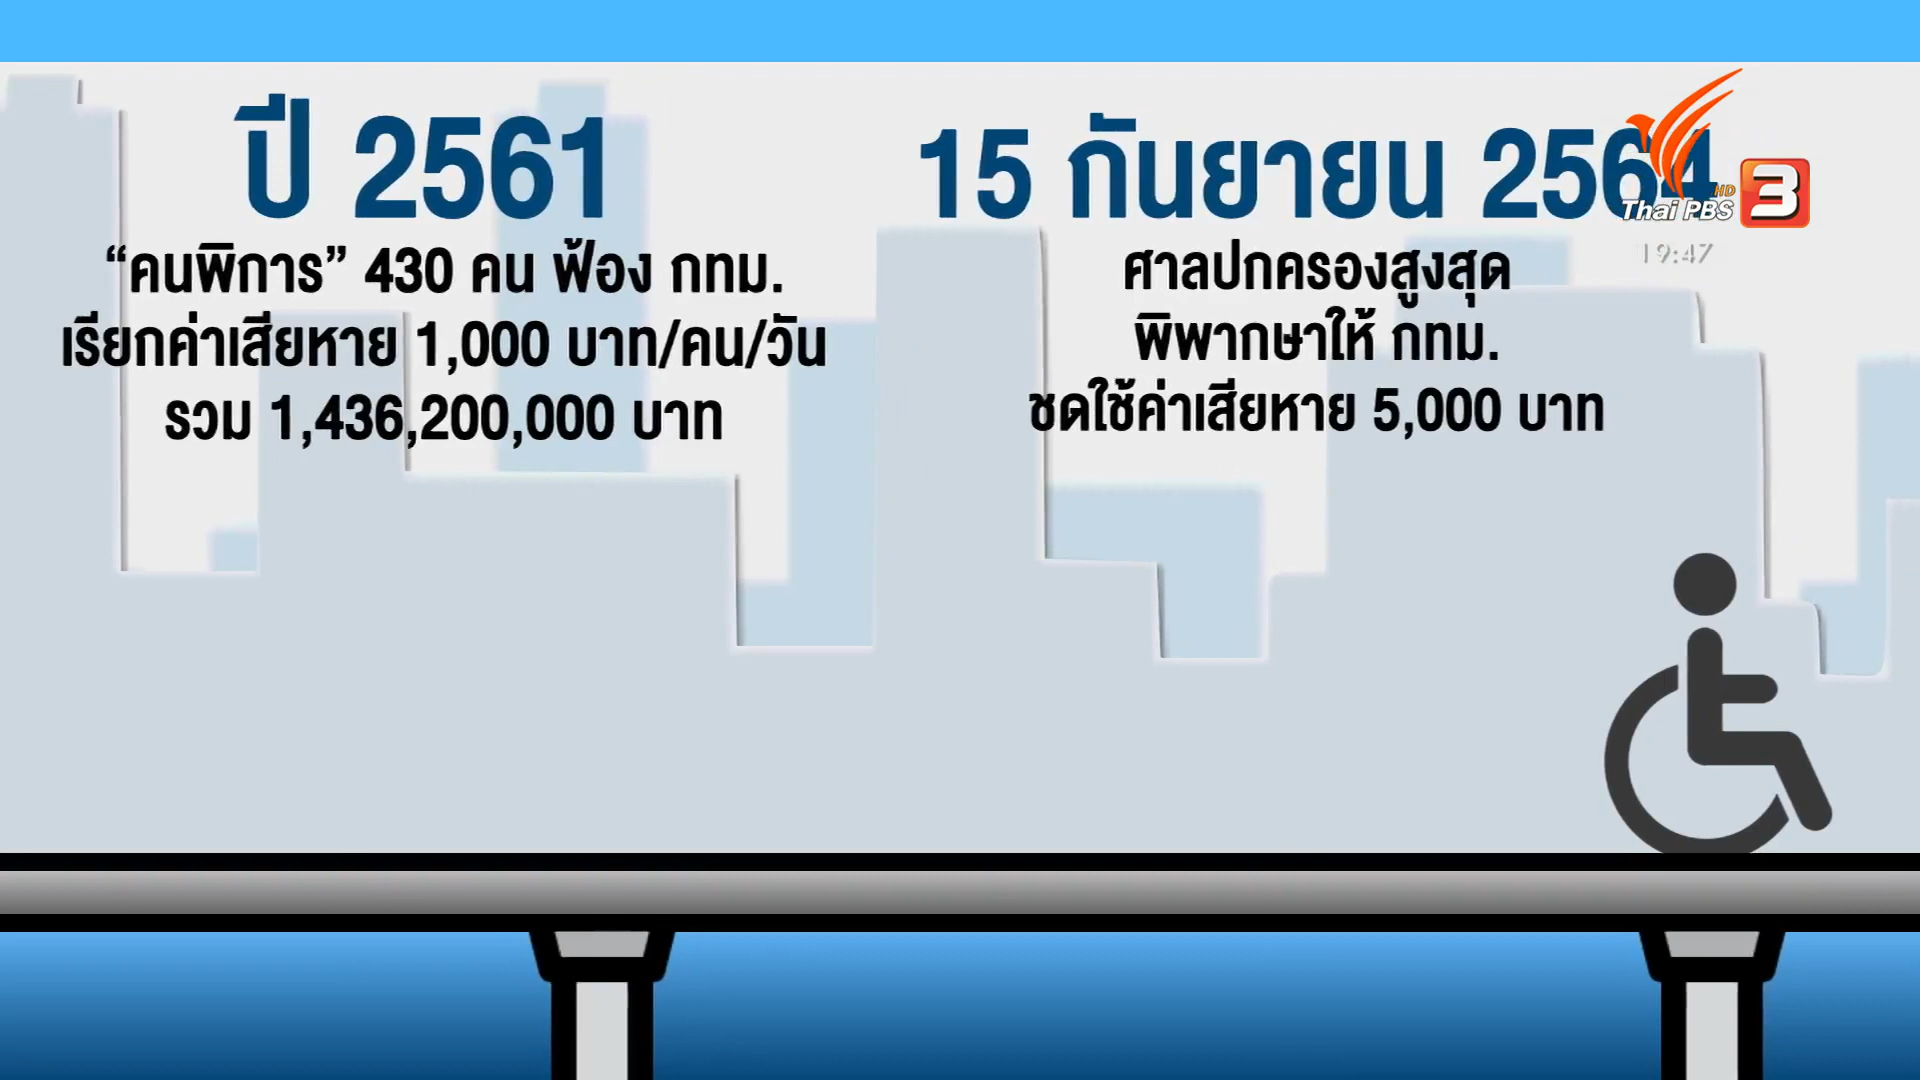 ปี 2561
“คนพิการ” 430 คน ฟ้อง กทม.
เรียกค่าเสียหาย 1,000 บาท/คน/วัน
รวม 1,436,200,000 บาท
15 กันยายน 2564
ศาลปกครองสูงสุด
พิพากษาให้ กทม.
ชดใช้ค่าเสียหาย 5,000 บาท
HD
Thai PBS 3
19:47